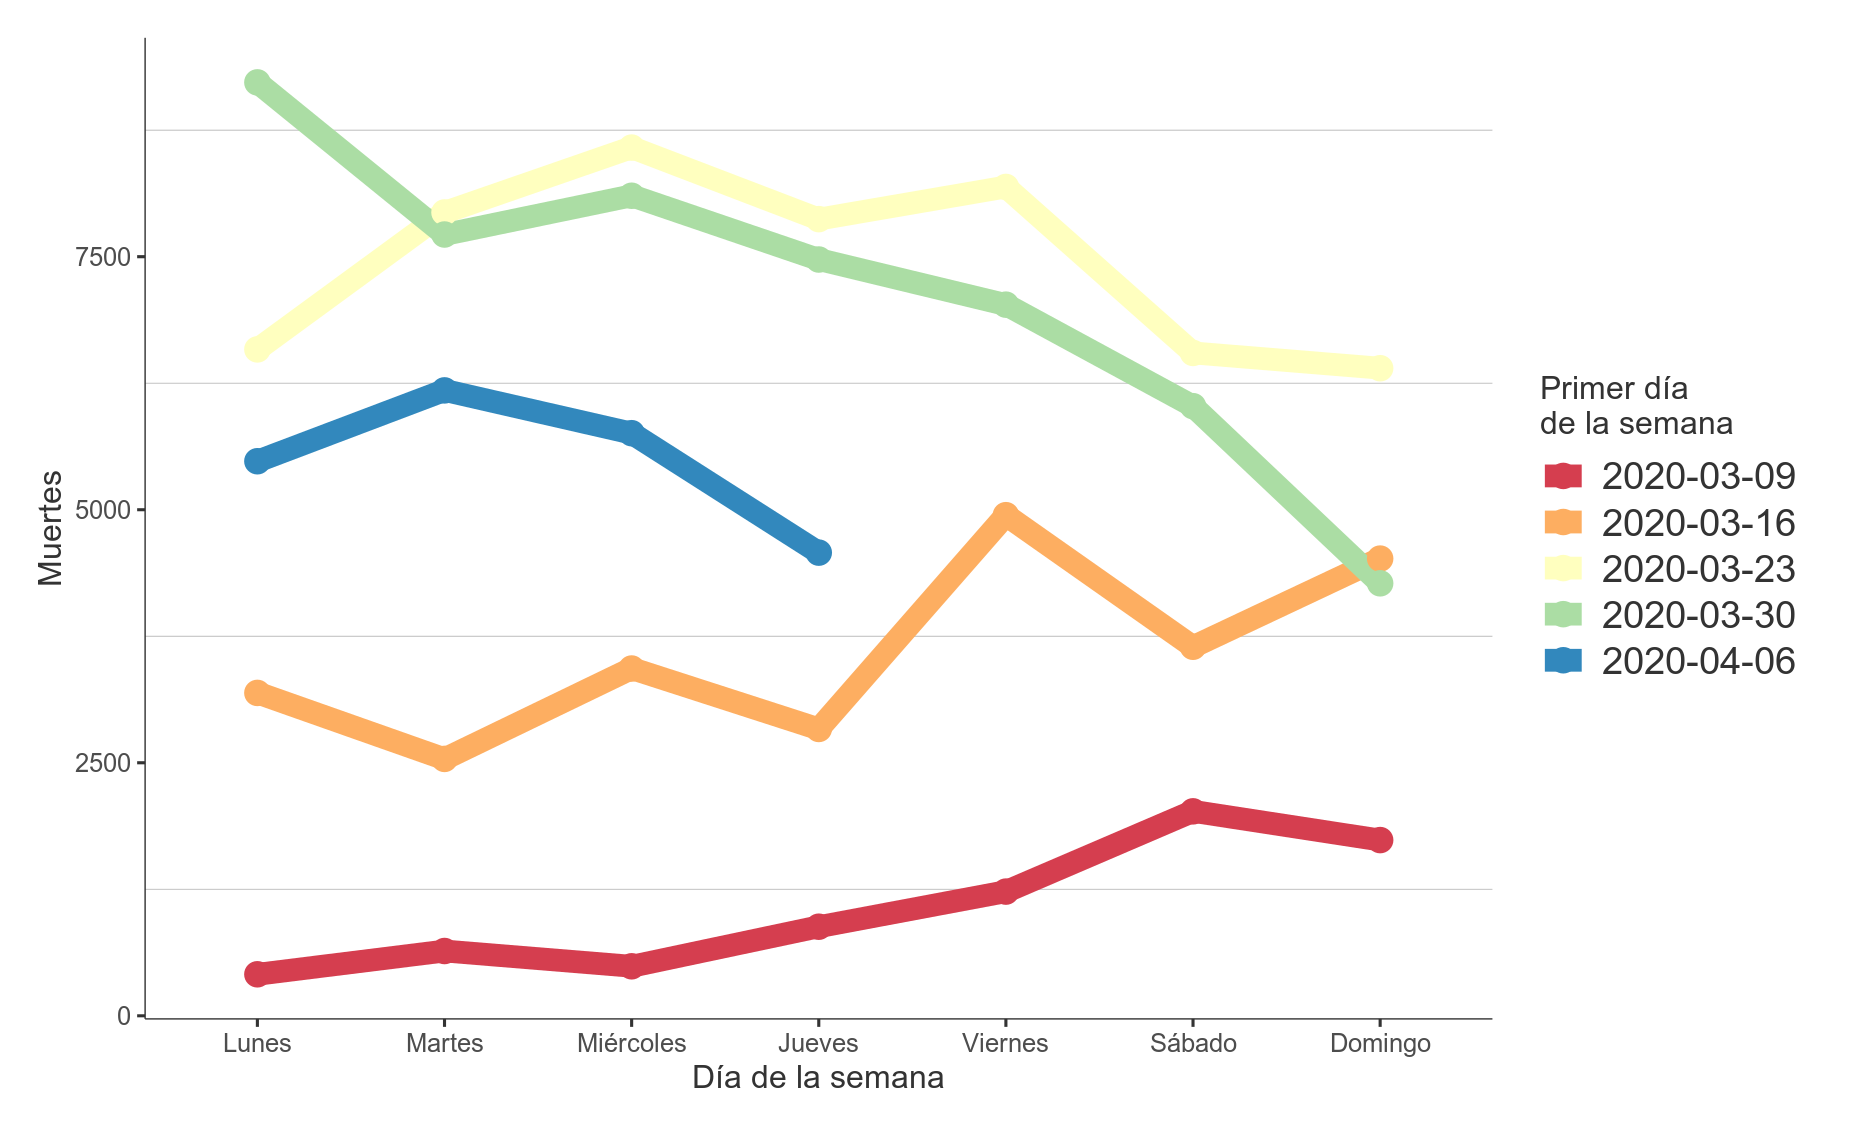 7500
5000
2500
0
Muertes
Lunes
Martes
Miércoles
Jueves
Viernes
Sábado
Domingo
Día de la semana
Primer día
de la semana
2020-03-09
2020-03-16
2020-03-23
2020-03-30
2020-04-06